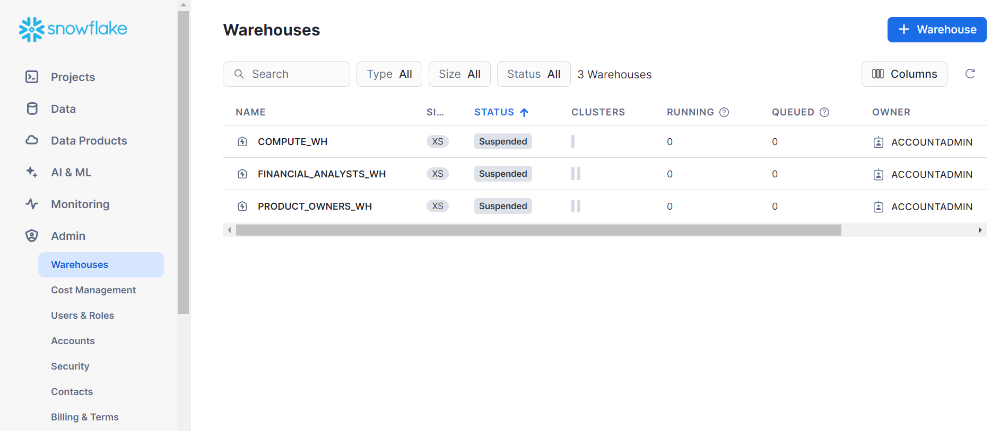 snowflake
Projects
Data
Data Products
AI & ML
Monitoring
Admin
Warehouses
Cost Management
Users & Roles
Accounts
Security
Contacts
Billing & Terms
Warehouses
+ Warehouse
Search Type All Size All Status All 3 Warehouses Columns
NAME SI... STATUS ↑ CLUSTERS RUNNING ? QUEUED ? OWNER
COMPUTE_WH XS Suspended 0 0 ACCOUNTADMIN
FINANCIAL_ANALYSTS_WH XS Suspended 0 0 ACCOUNTADMIN
PRODUCT_OWNERS_WH XS Suspended 0 0 ACCOUNTADMIN